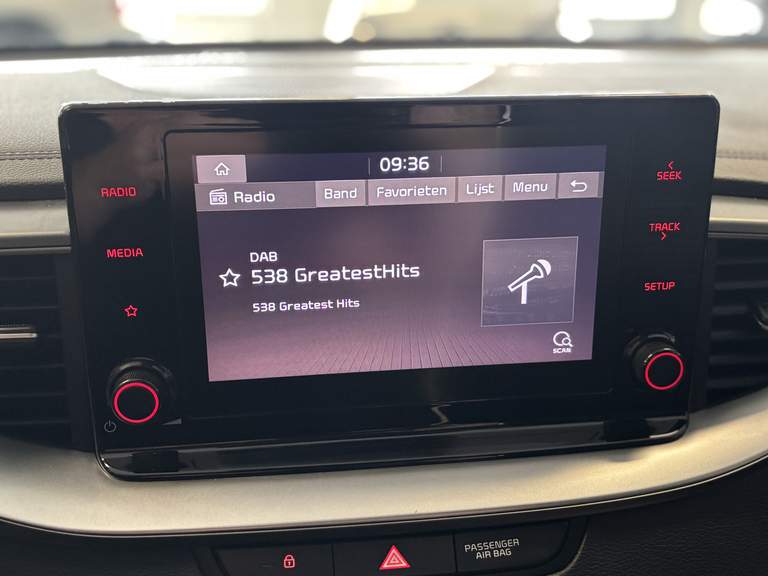 09:36
Radio Band Favorieten Lijst Menu
DAB
538 GreatestHits
538 Greatest Hits
SCAN
RADIO
MEDIA
SEEK
TRACK
SETUP
PASSENGER
AIR BAG